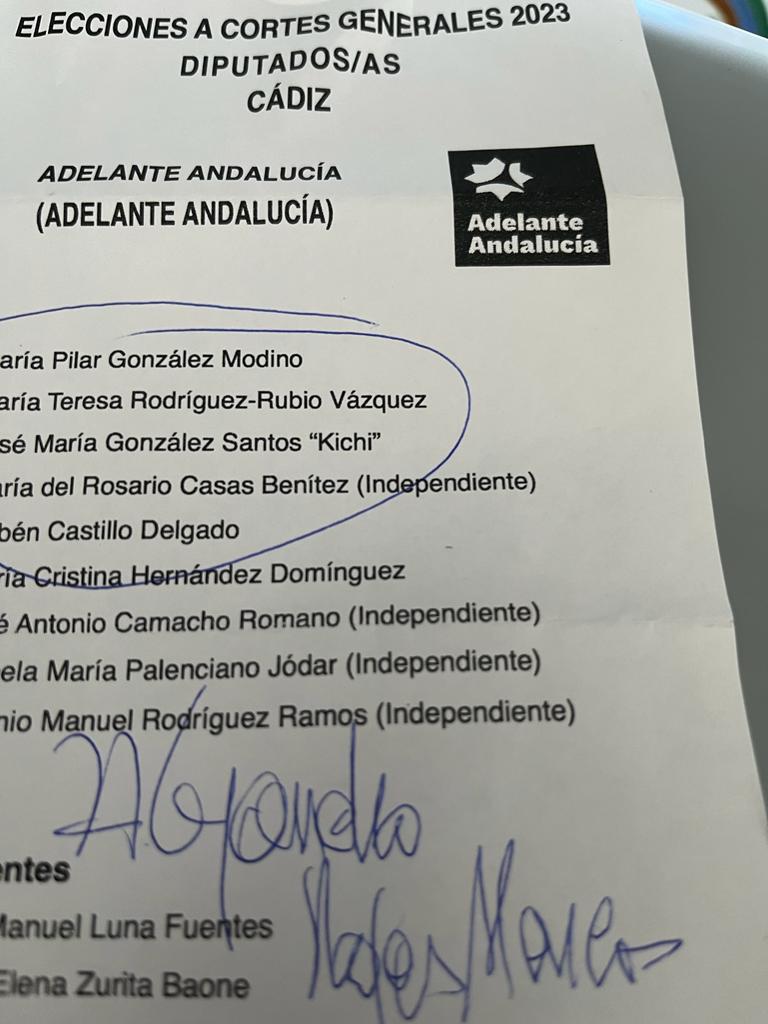 ELECCIONES A CORTES GENERALES 2023
DIPUTADOS/AS
CÁDIZ
ADELANTE ANDALUCÍA
(ADELANTE ANDALUCÍA)
Adelante
Andalucía
aría Pilar González Modino
aría Teresa Rodríguez-Rubio Vázquez
sé María González Santos “Kichi”
ría del Rosario Casas Benítez (Independiente)
bén Castillo Delgado
ría Cristina Hernández Domínguez
é Antonio Camacho Romano (Independiente)
ela María Palenciano Jódar (Independiente)
nio Manuel Rodríguez Ramos (Independiente)
Alejandro
entes
Manuel Luna Fuentes
Elena Zurita Baone